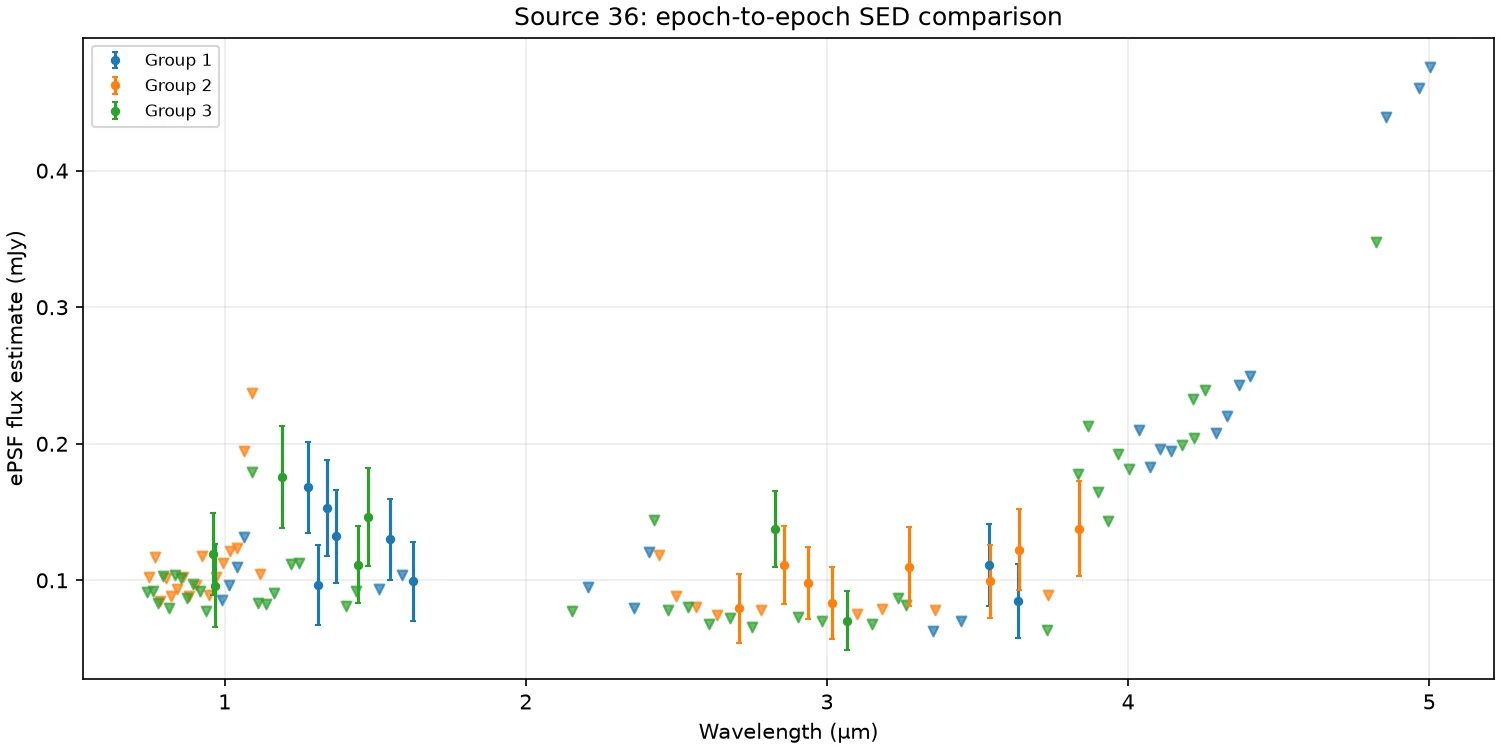 Source 36: epoch-to-epoch SED comparison
Group 1
Group 2
Group 3
ePSF flux estimate (mJy)
0.4
0.3
0.2
0.1
1 2 3 4 5
Wavelength (μm)